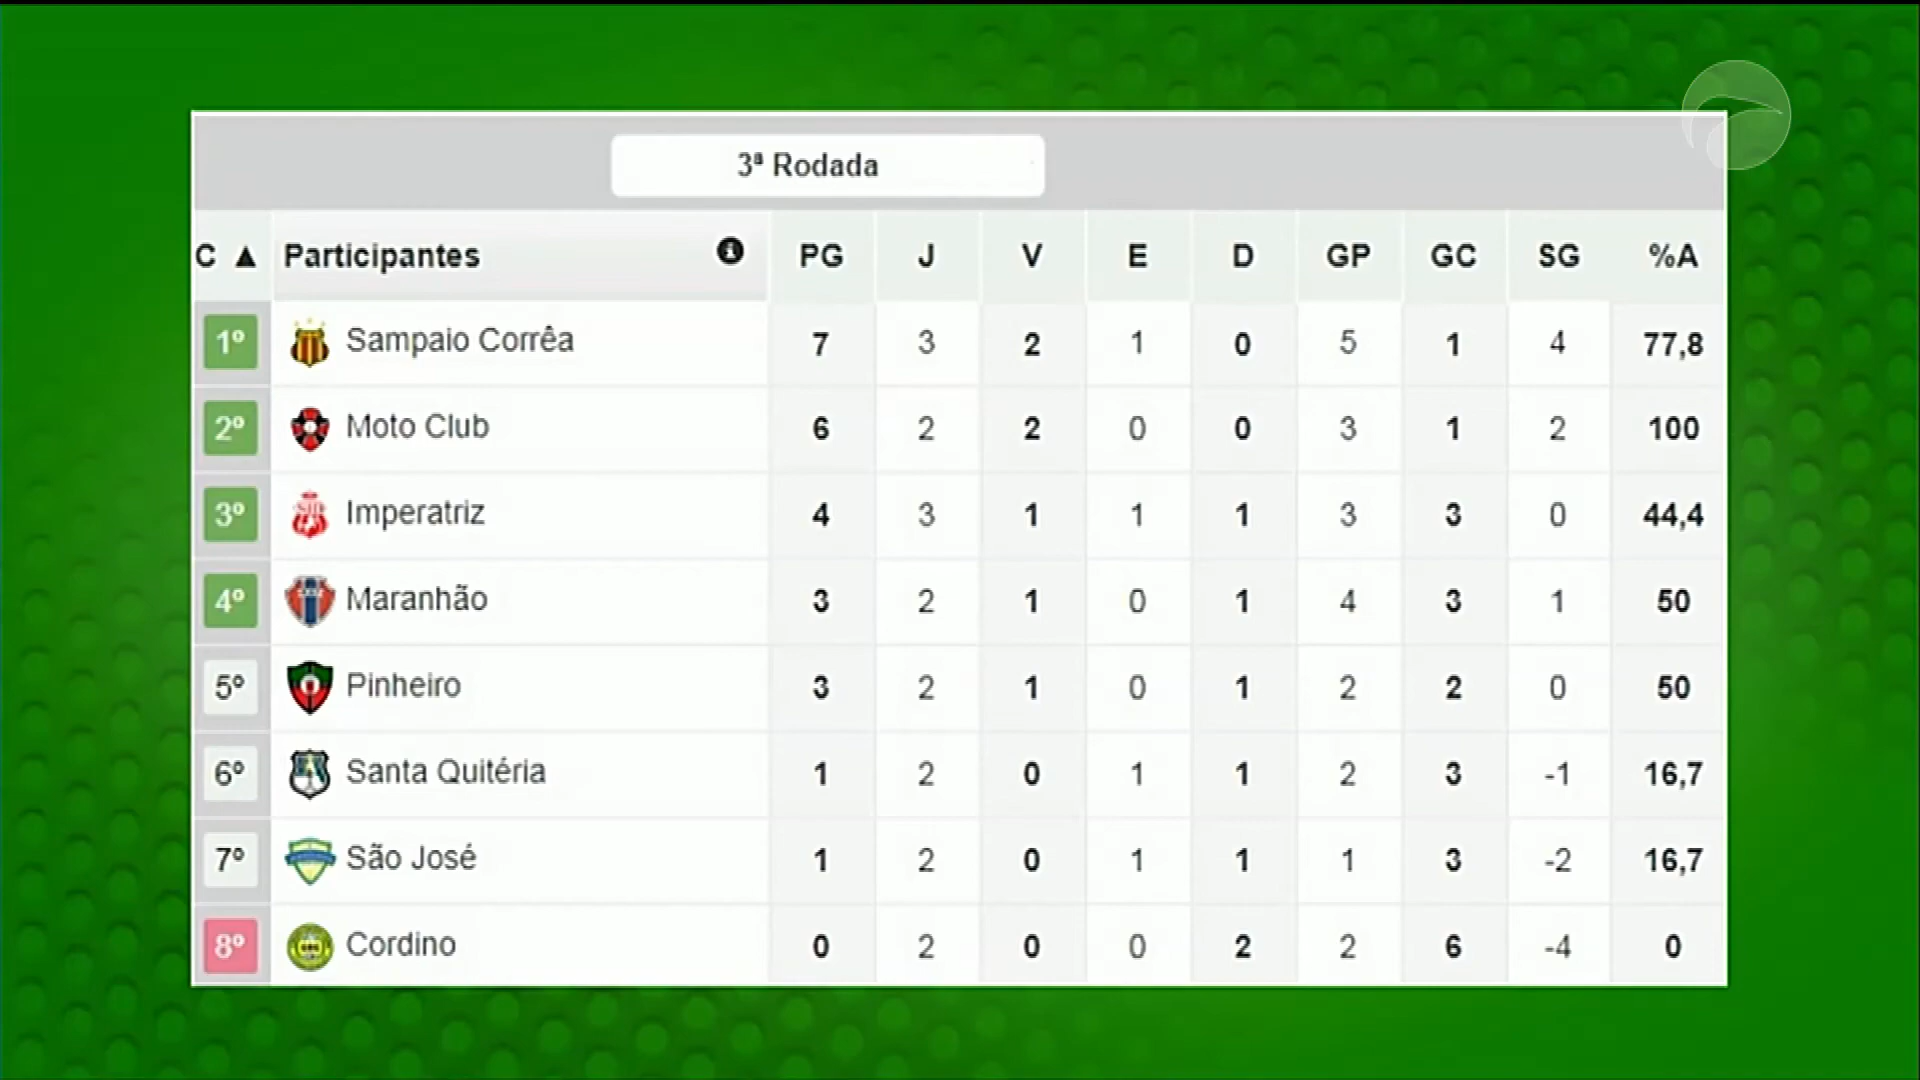 3ª Rodada
C ▲ Participantes PG J V E D GP GC SG %A
1º Sampaio Corrêa 7 3 2 1 0 5 1 4 77,8
2º Moto Club 6 2 2 0 0 3 1 2 100
3º Imperatriz 4 3 1 1 1 3 3 0 44,4
4º Maranhão 3 2 1 0 1 4 3 1 50
5º Pinheiro 3 2 1 0 1 2 2 0 50
6º Santa Quitéria 1 2 0 1 1 2 3 -1 16,7
7º São José 1 2 0 1 1 1 3 -2 16,7
8º Cordino 0 2 0 0 2 2 6 -4 0